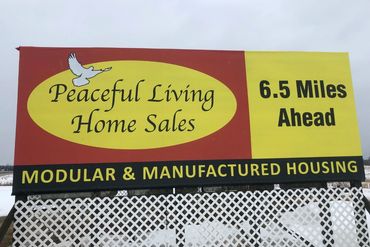 Peaceful Living
Home Sales
6.5 Miles
Ahead
MODULAR & MANUFACTURED HOUSING